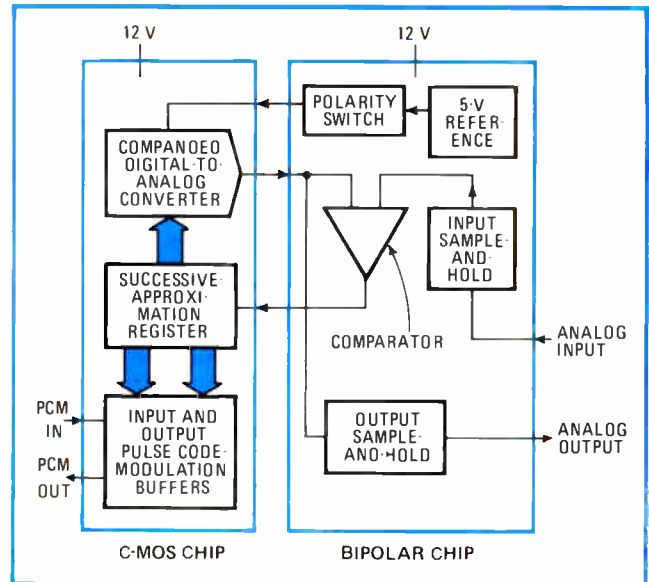 12 V
12 V
POLARITY
SWITCH
5-V
REFER-
ENCE
COMPANDED
DIGITAL-TO-
ANALOG
CONVERTER
INPUT
SAMPLE-
AND-
HOLD
SUCCESSIVE-
APPROXI-
MATION
REGISTER
COMPARATOR
ANALOG
INPUT
PCM
IN
PCM
OUT
INPUT AND
OUTPUT
PULSE CODE-
MODULATION
BUFFERS
OUTPUT
SAMPLE-
AND-HOLD
ANALOG
OUTPUT
C-MOS CHIP
BIPOLAR CHIP